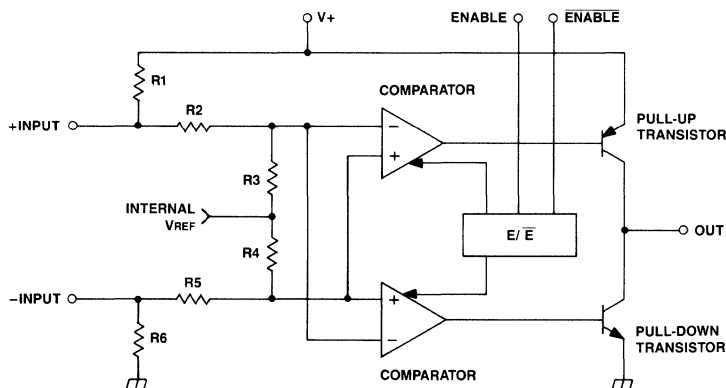 V+
ENABLE
ENABLE
R1
COMPARATOR
R2
+INPUT
−
+
PULL-UP
TRANSISTOR
R3
INTERNAL
VREF
E/ E
OUT
R4
R5
−INPUT
+
−
R6
PULL-DOWN
TRANSISTOR
COMPARATOR